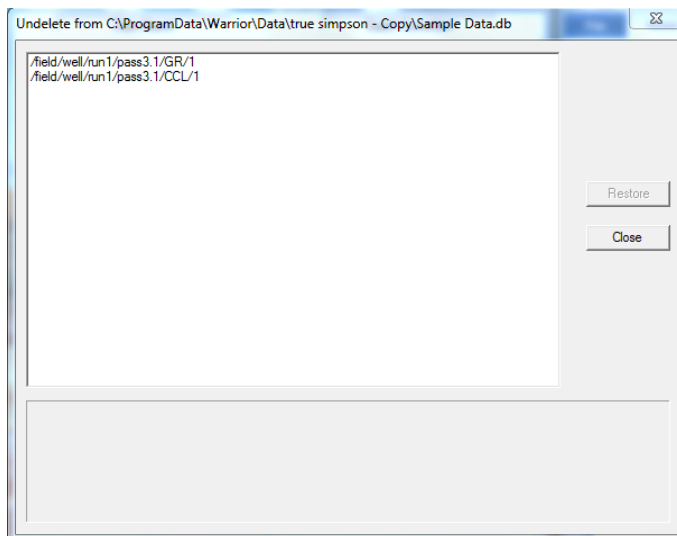 Undelete from C:\ProgramData\Warrior\Data\true simpson - Copy\Sample Data.db
/field/well/run1/pass3.1/GR/1
/field/well/run1/pass3.1/CCL/1
Restore
Close